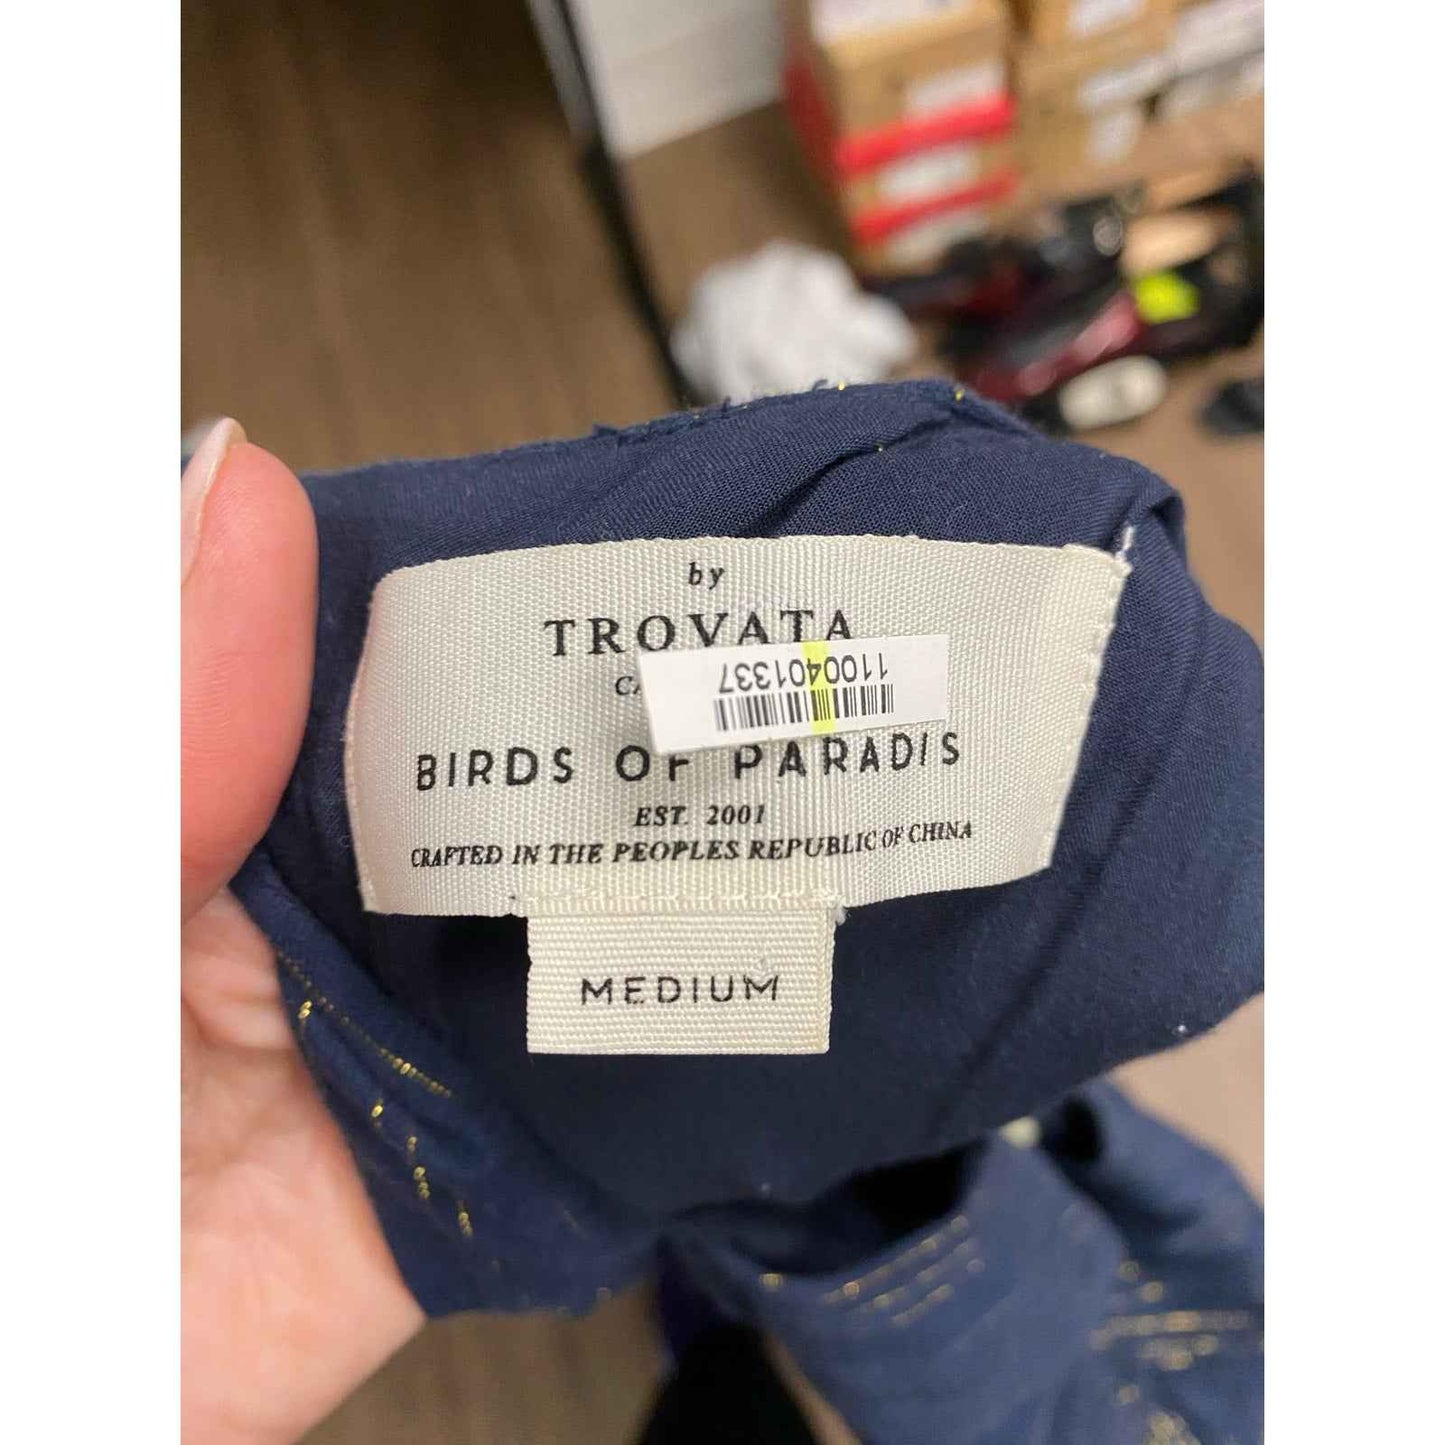 by
TROVATA
1100401337
BIRDS OF PARADIS
EST. 2001
CRAFTED IN THE PEOPLES REPUBLIC OF CHINA
MEDIUM